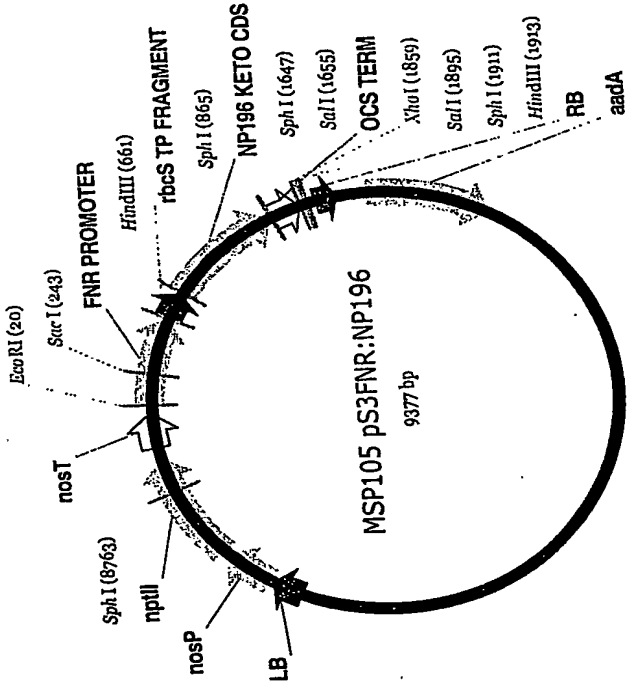 EcoRI (20)
SacI (243)
FNR PROMOTER
HindIII (661)
rbcS TP FRAGMENT
SphI (865)
NP196 KETO CDS
SphI (1647)
SalI (1655)
OCS TERM
XhoI (1859)
SalI (1895)
SphI (1911)
HindIII (1913)
RB
aadA
nosT
SphI (8763)
nptII
nosP
LB
MSP105 pS3FNR:NP196
9377 bp